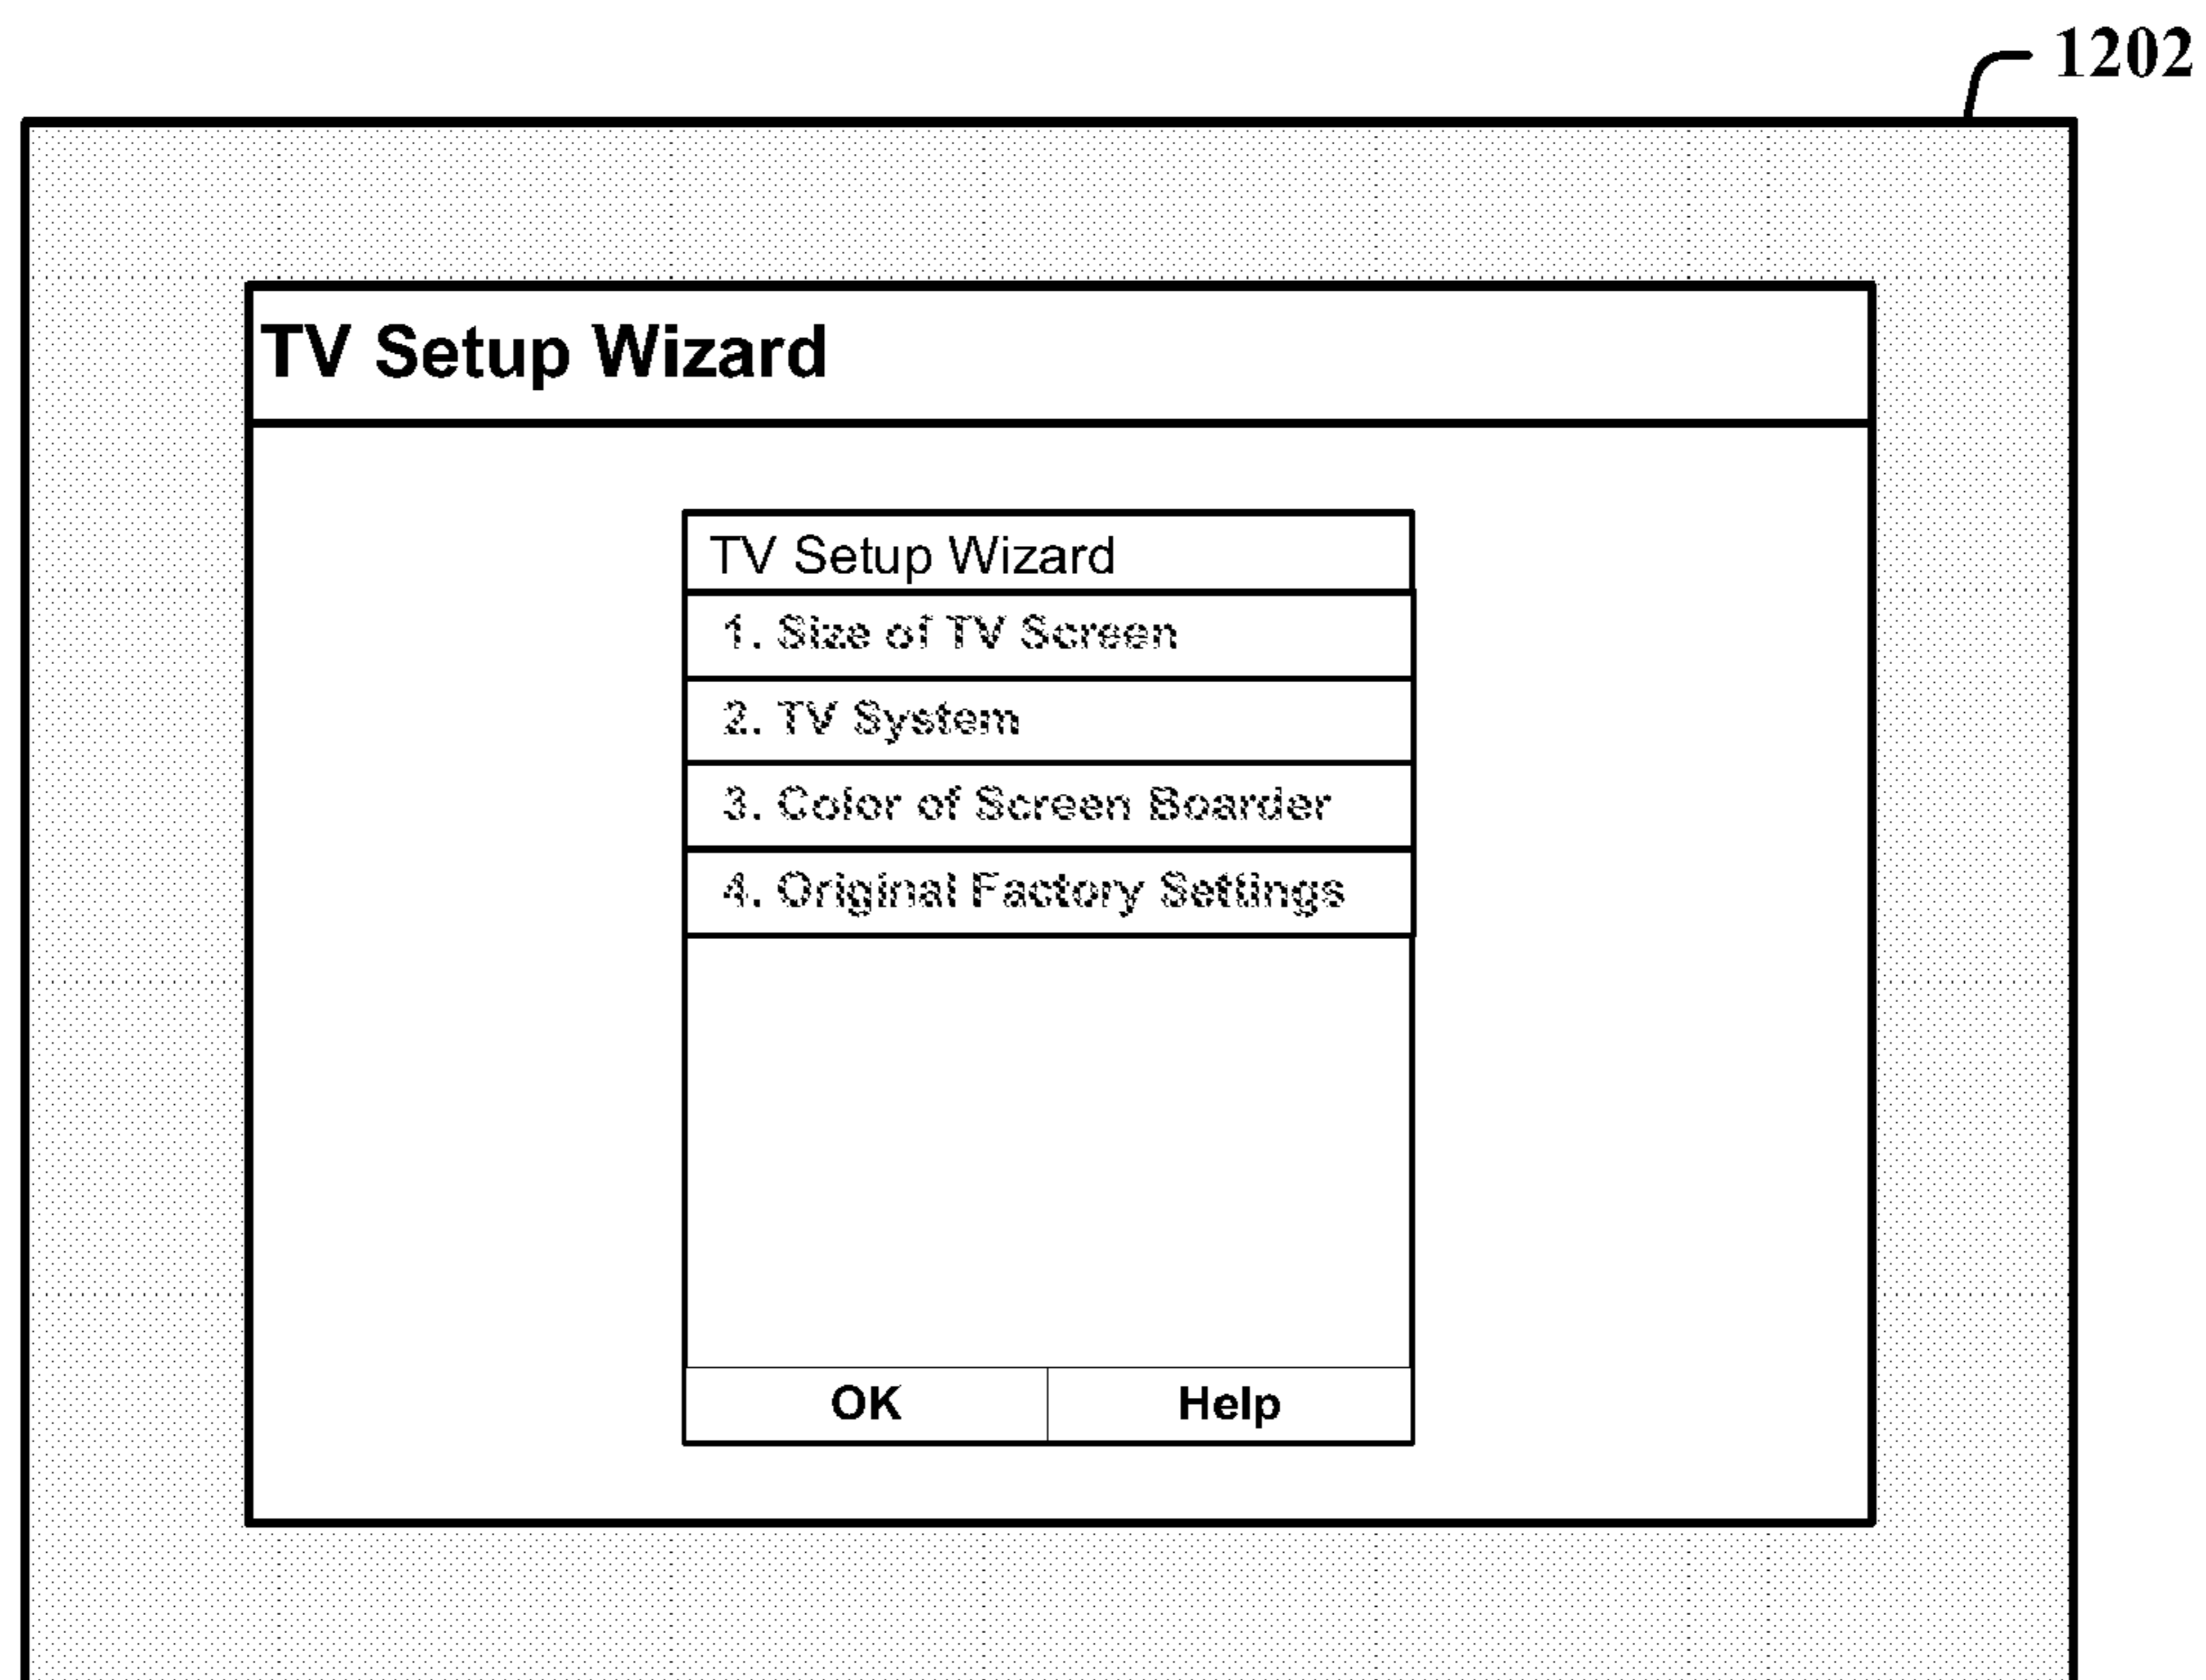 1202
TV Setup Wizard
TV Setup Wizard
1. Size of TV Screen
2. TV System
3. Color of Screen Boarder
4. Original Factory Settings
OK Help